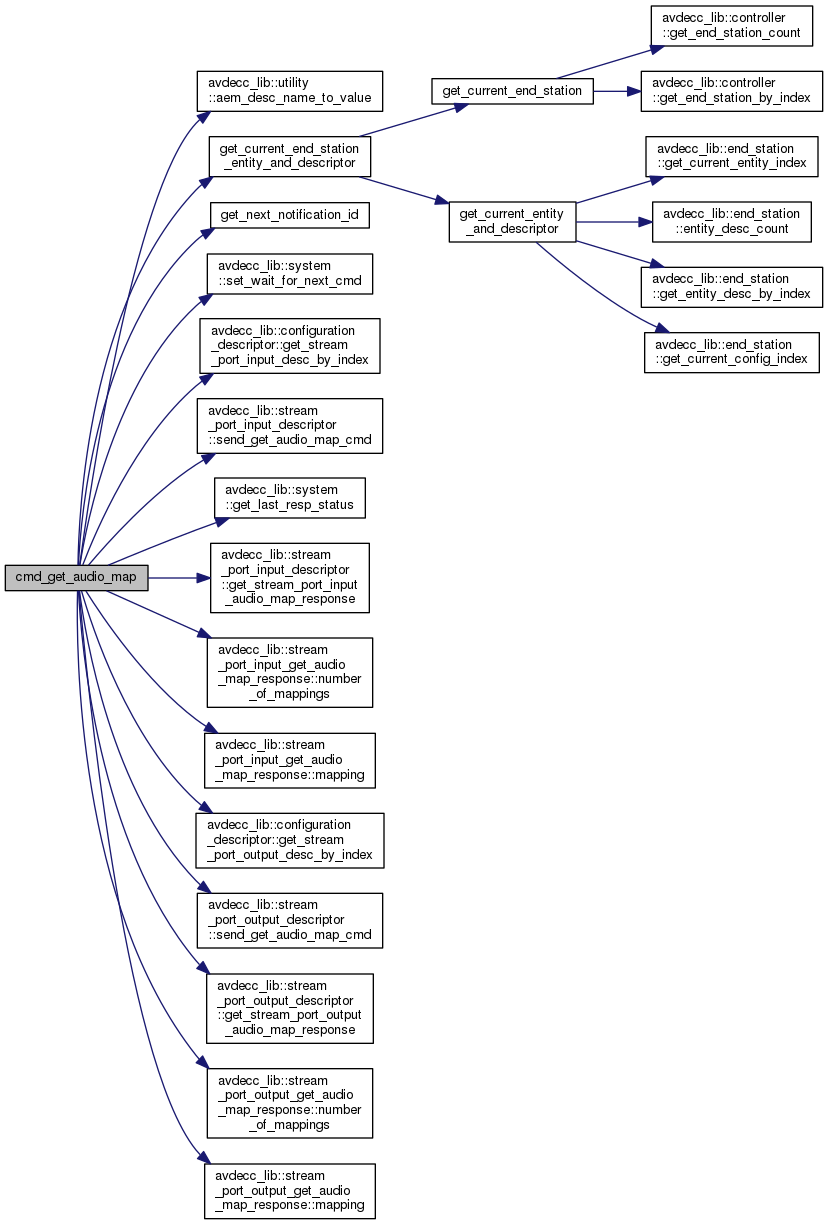 cmd_get_audio_map
avdecc_lib::utility
::aem_desc_name_to_value
get_current_end_station
_entity_and_descriptor
get_next_notification_id
avdecc_lib::system
::set_wait_for_next_cmd
avdecc_lib::configuration
_descriptor::get_stream
_port_input_desc_by_index
avdecc_lib::stream
_port_input_descriptor
::send_get_audio_map_cmd
avdecc_lib::system
::get_last_resp_status
avdecc_lib::stream
_port_input_descriptor
::get_stream_port_input
_audio_map_response
avdecc_lib::stream
_port_input_get_audio
_map_response::number
_of_mappings
avdecc_lib::stream
_port_input_get_audio
_map_response::mapping
avdecc_lib::configuration
_descriptor::get_stream
_port_output_desc_by_index
avdecc_lib::stream
_port_output_descriptor
::send_get_audio_map_cmd
avdecc_lib::stream
_port_output_descriptor
::get_stream_port_output
_audio_map_response
avdecc_lib::stream
_port_output_get_audio
_map_response::number
_of_mappings
avdecc_lib::stream
_port_output_get_audio
_map_response::mapping
get_current_end_station
get_current_entity
_and_descriptor
avdecc_lib::controller
::get_end_station_count
avdecc_lib::controller
::get_end_station_by_index
avdecc_lib::end_station
::get_current_entity_index
avdecc_lib::end_station
::entity_desc_count
avdecc_lib::end_station
::get_entity_desc_by_index
avdecc_lib::end_station
::get_current_config_index